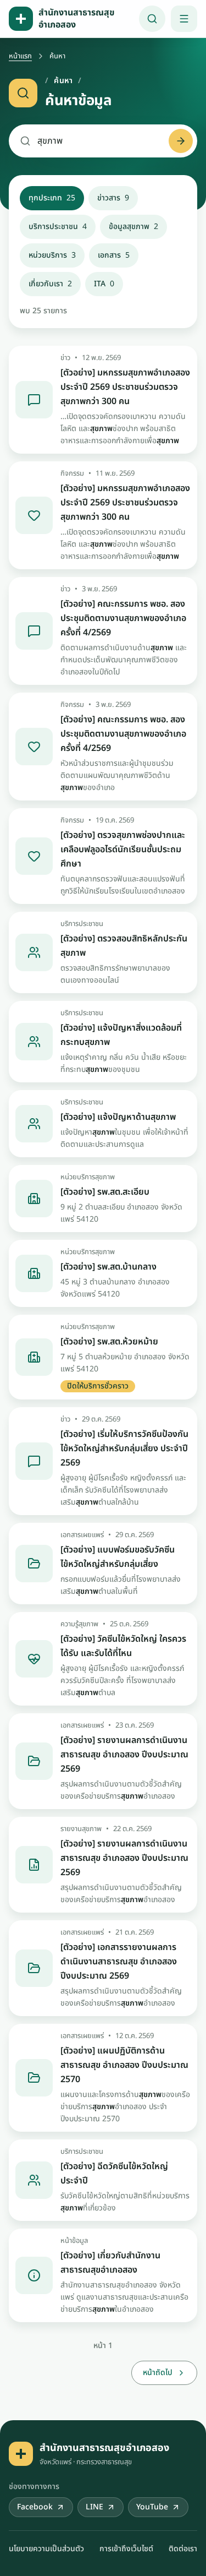 สำนักงานสาธารณสุข
อำเภอสอง
หน้าแรก > ค้นหา
/ ค้นหา /
ค้นหาข้อมูล
สุขภาพ
ทุกประเภท 25
ข่าวสาร 9
บริการประชาชน 4
ข้อมูลสุขภาพ 2
หน่วยบริการ 3
เอกสาร 5
เกี่ยวกับเรา 2
ITA 0
พบ 25 รายการ
ข่าว • 12 พ.ย. 2569
[ตัวอย่าง] มหกรรมสุขภาพอำเภอสอง
ประจำปี 2569 ประชาชนร่วมตรวจ
สุขภาพกว่า 300 คน
…เปิดจุดตรวจคัดกรองเบาหวาน ความดัน
โลหิต และสุขภาพช่องปาก พร้อมสาธิต
อาหารและการออกกำลังกายเพื่อสุขภาพ
กิจกรรม • 11 พ.ย. 2569
[ตัวอย่าง] มหกรรมสุขภาพอำเภอสอง
ประจำปี 2569 ประชาชนร่วมตรวจ
สุขภาพกว่า 300 คน
…เปิดจุดตรวจคัดกรองเบาหวาน ความดัน
โลหิต และสุขภาพช่องปาก พร้อมสาธิต
อาหารและการออกกำลังกายเพื่อสุขภาพ
ข่าว • 3 พ.ย. 2569
[ตัวอย่าง] คณะกรรมการ พชอ. สอง
ประชุมติดตามงานสุขภาพของอำเภอ
ครั้งที่ 4/2569
ติดตามผลการดำเนินงานด้านสุขภาพ และ
กำหนดประเด็นพัฒนาคุณภาพชีวิตของ
อำเภอสองในปีถัดไป
กิจกรรม • 3 พ.ย. 2569
[ตัวอย่าง] คณะกรรมการ พชอ. สอง
ประชุมติดตามงานสุขภาพของอำเภอ
ครั้งที่ 4/2569
หัวหน้าส่วนราชการและผู้นำชุมชนร่วม
ติดตามแผนพัฒนาคุณภาพชีวิตด้าน
สุขภาพของอำเภอ
กิจกรรม • 19 ต.ค. 2569
[ตัวอย่าง] ตรวจสุขภาพช่องปากและ
เคลือบฟลูออไรด์นักเรียนชั้นประถม
ศึกษา
ทันตบุคลากรตรวจฟันและสอนแปรงฟันที่
ถูกวิธีให้นักเรียนโรงเรียนในเขตอำเภอสอง
บริการประชาชน
[ตัวอย่าง] ตรวจสอบสิทธิหลักประกัน
สุขภาพ
ตรวจสอบสิทธิการรักษาพยาบาลของ
ตนเองทางออนไลน์
บริการประชาชน
[ตัวอย่าง] แจ้งปัญหาสิ่งแวดล้อมที่
กระทบสุขภาพ
แจ้งเหตุรำคาญ กลิ่น ควัน น้ำเสีย หรือขยะ
ที่กระทบสุขภาพของชุมชน
บริการประชาชน
[ตัวอย่าง] แจ้งปัญหาด้านสุขภาพ
แจ้งปัญหาสุขภาพในชุมชน เพื่อให้เจ้าหน้าที่
ติดตามและประสานการดูแล
หน่วยบริการสุขภาพ
[ตัวอย่าง] รพ.สต.สะเอียบ
9 หมู่ 2 ตำบลสะเอียบ อำเภอสอง จังหวัด
แพร่ 54120
หน่วยบริการสุขภาพ
[ตัวอย่าง] รพ.สต.บ้านกลาง
45 หมู่ 3 ตำบลบ้านกลาง อำเภอสอง
จังหวัดแพร่ 54120
หน่วยบริการสุขภาพ
[ตัวอย่าง] รพ.สต.ห้วยหม้าย
7 หมู่ 5 ตำบลห้วยหม้าย อำเภอสอง จังหวัด
แพร่ 54120
ปิดให้บริการชั่วคราว
ข่าว • 29 ต.ค. 2569
[ตัวอย่าง] เริ่มให้บริการวัคซีนป้องกัน
ไข้หวัดใหญ่สำหรับกลุ่มเสี่ยง ประจำปี
2569
ผู้สูงอายุ ผู้มีโรคเรื้อรัง หญิงตั้งครรภ์ และ
เด็กเล็ก รับวัคซีนได้ที่โรงพยาบาลส่ง
เสริมสุขภาพตำบลใกล้บ้าน
เอกสารเผยแพร่ • 29 ต.ค. 2569
[ตัวอย่าง] แบบฟอร์มขอรับวัคซีน
ไข้หวัดใหญ่สำหรับกลุ่มเสี่ยง
กรอกแบบฟอร์มแล้วยื่นที่โรงพยาบาลส่ง
เสริมสุขภาพตำบลในพื้นที่
ความรู้สุขภาพ • 25 ต.ค. 2569
[ตัวอย่าง] วัคซีนไข้หวัดใหญ่ ใครควร
ได้รับ และรับได้ที่ไหน
ผู้สูงอายุ ผู้มีโรคเรื้อรัง และหญิงตั้งครรภ์
ควรรับวัคซีนปีละครั้ง ที่โรงพยาบาลส่ง
เสริมสุขภาพตำบล
เอกสารเผยแพร่ • 23 ต.ค. 2569
[ตัวอย่าง] รายงานผลการดำเนินงาน
สาธารณสุข อำเภอสอง ปีงบประมาณ
2569
สรุปผลการดำเนินงานตามตัวชี้วัดสำคัญ
ของเครือข่ายบริการสุขภาพอำเภอสอง
รายงานสุขภาพ • 22 ต.ค. 2569
[ตัวอย่าง] รายงานผลการดำเนินงาน
สาธารณสุข อำเภอสอง ปีงบประมาณ
2569
สรุปผลการดำเนินงานตามตัวชี้วัดสำคัญ
ของเครือข่ายบริการสุขภาพอำเภอสอง
เอกสารเผยแพร่ • 21 ต.ค. 2569
[ตัวอย่าง] เอกสารรายงานผลการ
ดำเนินงานสาธารณสุข อำเภอสอง
ปีงบประมาณ 2569
สรุปผลการดำเนินงานตามตัวชี้วัดสำคัญ
ของเครือข่ายบริการสุขภาพอำเภอสอง
เอกสารเผยแพร่ • 12 ต.ค. 2569
[ตัวอย่าง] แผนปฏิบัติการด้าน
สาธารณสุข อำเภอสอง ปีงบประมาณ
2570
แผนงานและโครงการด้านสุขภาพของเครือ
ข่ายบริการสุขภาพอำเภอสอง ประจำ
ปีงบประมาณ 2570
บริการประชาชน
[ตัวอย่าง] ฉีดวัคซีนไข้หวัดใหญ่
ประจำปี
รับวัคซีนไข้หวัดใหญ่ตามสิทธิที่หน่วยบริการ
สุขภาพที่เกี่ยวข้อง
หน้าข้อมูล
[ตัวอย่าง] เกี่ยวกับสำนักงาน
สาธารณสุขอำเภอสอง
สำนักงานสาธารณสุขอำเภอสอง จังหวัด
แพร่ ดูแลงานสาธารณสุขและประสานเครือ
ข่ายบริการสุขภาพในอำเภอสอง
หน้า 1
หน้าถัดไป >
สำนักงานสาธารณสุขอำเภอสอง
จังหวัดแพร่ · กระทรวงสาธารณสุข
ช่องทางทางการ
Facebook ↗
LINE ↗
YouTube ↗
นโยบายความเป็นส่วนตัว
การเข้าถึงเว็บไซต์
ติดต่อเรา